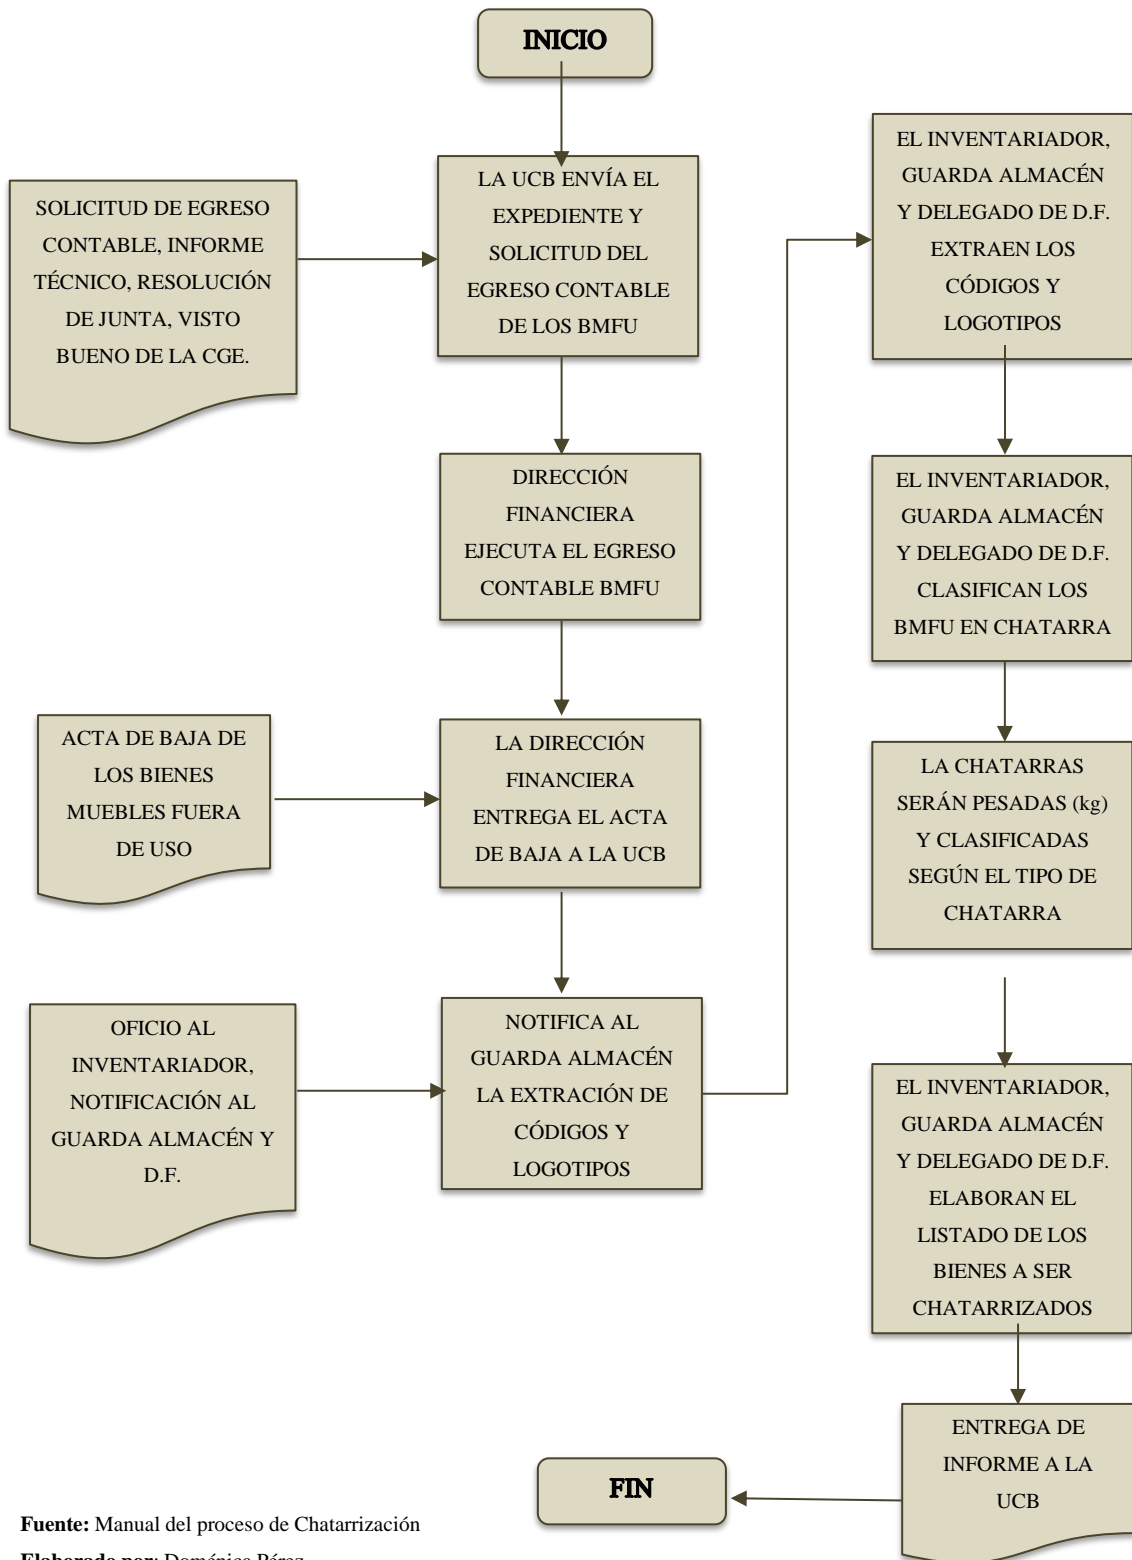 INICIO
SOLICITUD DE EGRESO
CONTABLE, INFORME
TÉCNICO, RESOLUCIÓN
DE JUNTA, VISTO
BUENO DE LA CGE.
LA UCB ENVÍA EL
EXPEDIENTE Y
SOLICITUD DEL
EGRESO CONTABLE
DE LOS BMFU
DIRECCIÓN
FINANCIERA
EJECUTA EL EGRESO
CONTABLE BMFU
ACTA DE BAJA DE
LOS BIENES
MUEBLES FUERA
DE USO
LA DIRECCIÓN
FINANCIERA
ENTREGA EL ACTA
DE BAJA A LA UCB
OFICIO AL
INVENTARIADOR,
NOTIFICACIÓN AL
GUARDA ALMACÉN Y
D.F.
NOTIFICA AL
GUARDA ALMACÉN
LA EXTRACIÓN DE
CÓDIGOS Y
LOGOTIPOS
EL INVENTARIADOR,
GUARDA ALMACÉN
Y DELEGADO DE D.F.
EXTRAEN LOS
CÓDIGOS Y
LOGOTIPOS
EL INVENTARIADOR,
GUARDA ALMACÉN
Y DELEGADO DE D.F.
CLASIFICAN LOS
BMFU EN CHATARRA
LA CHATARRAS
SERÁN PESADAS (kg)
Y CLASIFICADAS
SEGÚN EL TIPO DE
CHATARRA
EL INVENTARIADOR,
GUARDA ALMACÉN
Y DELEGADO DE D.F.
ELABORAN EL
LISTADO DE LOS
BIENES A SER
CHATARRIZADOS
ENTREGA DE
INFORME A LA
UCB
FIN
Fuente: Manual del proceso de Chatarrización
Elaborado por: Doménica Pérez